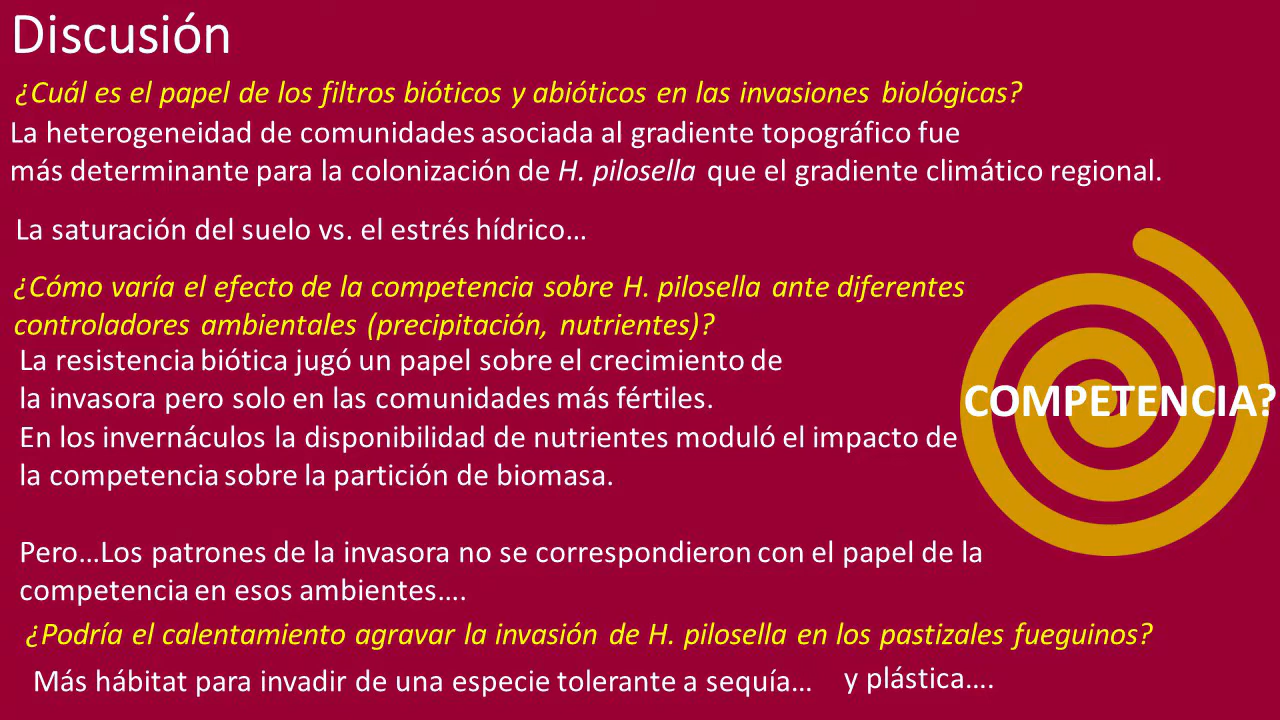 Discusión
¿Cuál es el papel de los filtros bióticos y abióticos en las invasiones biológicas?
La heterogeneidad de comunidades asociada al gradiente topográfico fue
más determinante para la colonización de H. pilosella que el gradiente climático regional.
La saturación del suelo vs. el estrés hídrico…
¿Cómo varía el efecto de la competencia sobre H. pilosella ante diferentes
controladores ambientales (precipitación, nutrientes)?
La resistencia biótica jugó un papel sobre el crecimiento de
la invasora pero solo en las comunidades más fértiles.
COMPETENCIA?
En los invernáculos la disponibilidad de nutrientes moduló el impacto de
la competencia sobre la partición de biomasa.
Pero…Los patrones de la invasora no se correspondieron con el papel de la
competencia en esos ambientes….
¿Podría el calentamiento agravar la invasión de H. pilosella en los pastizales fueguinos?
Más hábitat para invadir de una especie tolerante a sequía… y plástica….